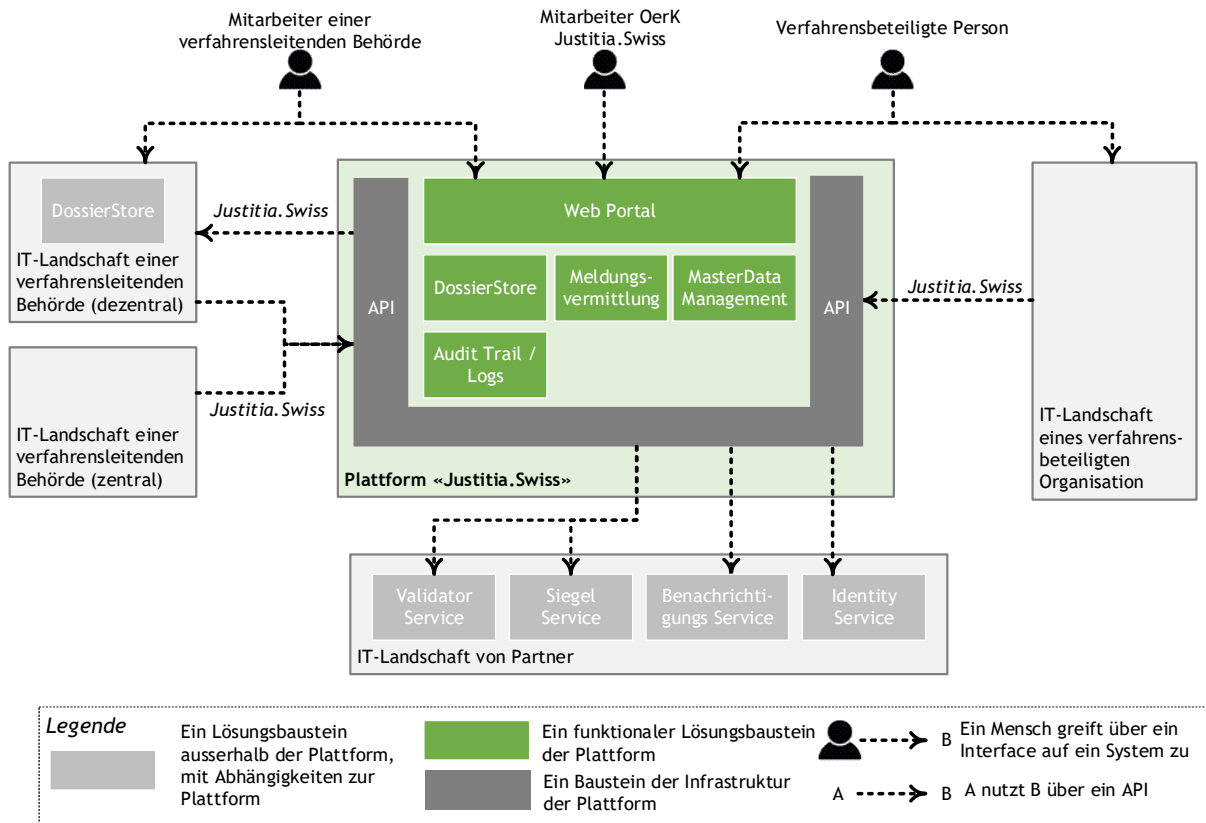 Mitarbeiter einer
verfahrensleitenden Behörde
Mitarbeiter OerK
Justitia.Swiss
Verfahrensbeteiligte Person
DossierStore
IT-Landschaft einer
verfahrensleitenden
Behörde (dezentral)
Justitia.Swiss
IT-Landschaft einer
verfahrensleitenden
Behörde (zentral)
Justitia.Swiss
API
Web Portal
DossierStore
Meldungs-
vermittlung
MasterData
Management
Audit Trail /
Logs
API
Plattform «Justitia.Swiss»
Justitia.Swiss
IT-Landschaft
eines verfahrens-
beteiligten
Organisation
Validator
Service
Siegel
Service
Benachrichti-
gungs Service
Identity
Service
IT-Landschaft von Partner
Legende
Ein Lösungbaustein
ausserhalb der Plattform,
mit Abhängigkeiten zur
Plattform
Ein funktionaler Lösungsbaustein
der Plattform
Ein Baustein der Infrastruktur
der Plattform
B
Ein Mensch greift über ein
Interface auf ein System zu
A
B
A nutzt B über ein API